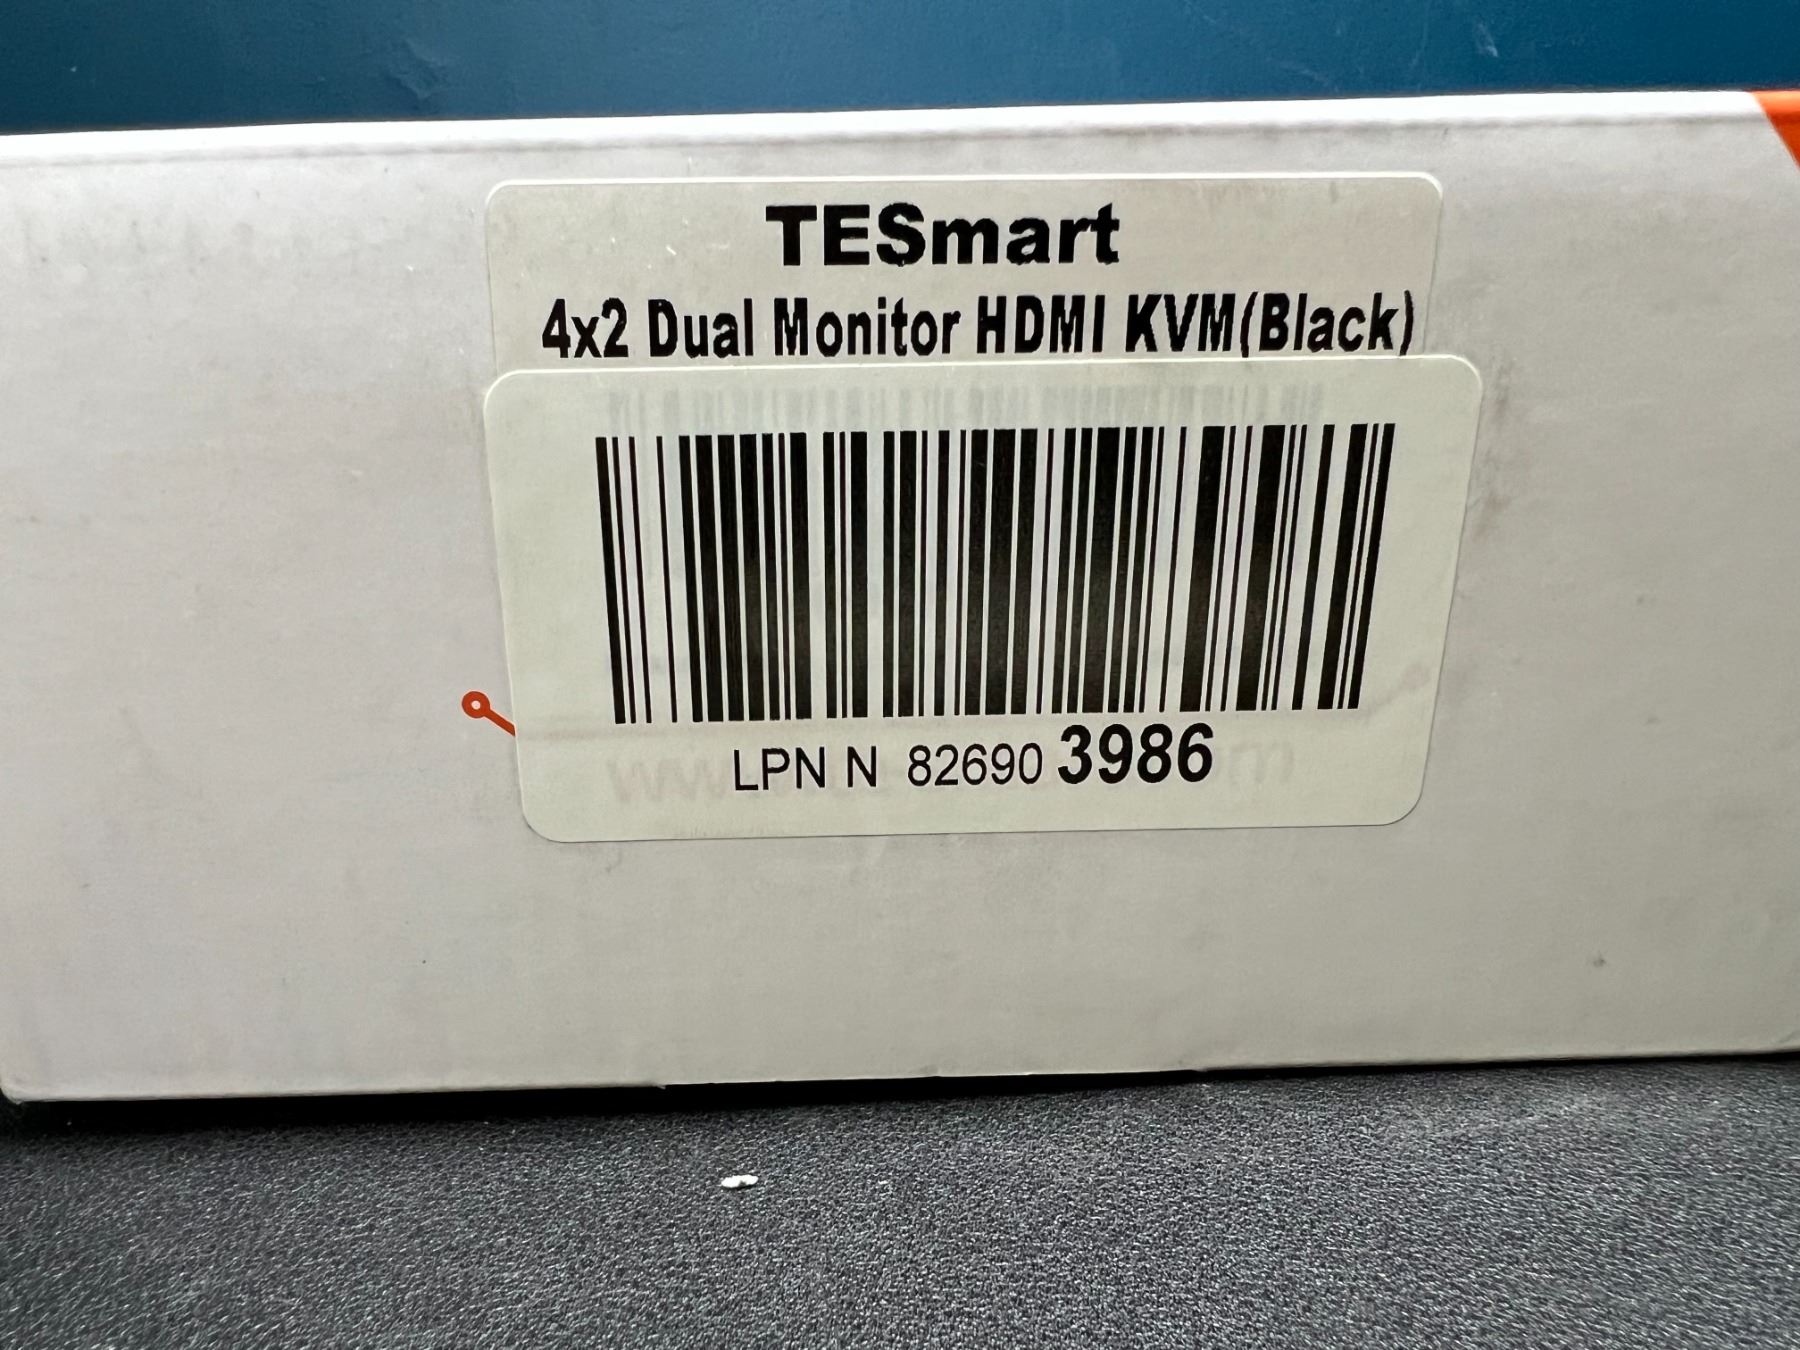 TESmart
4x2 Dual Monitor HDMI KVM(Black)
LPN N 82690 3986